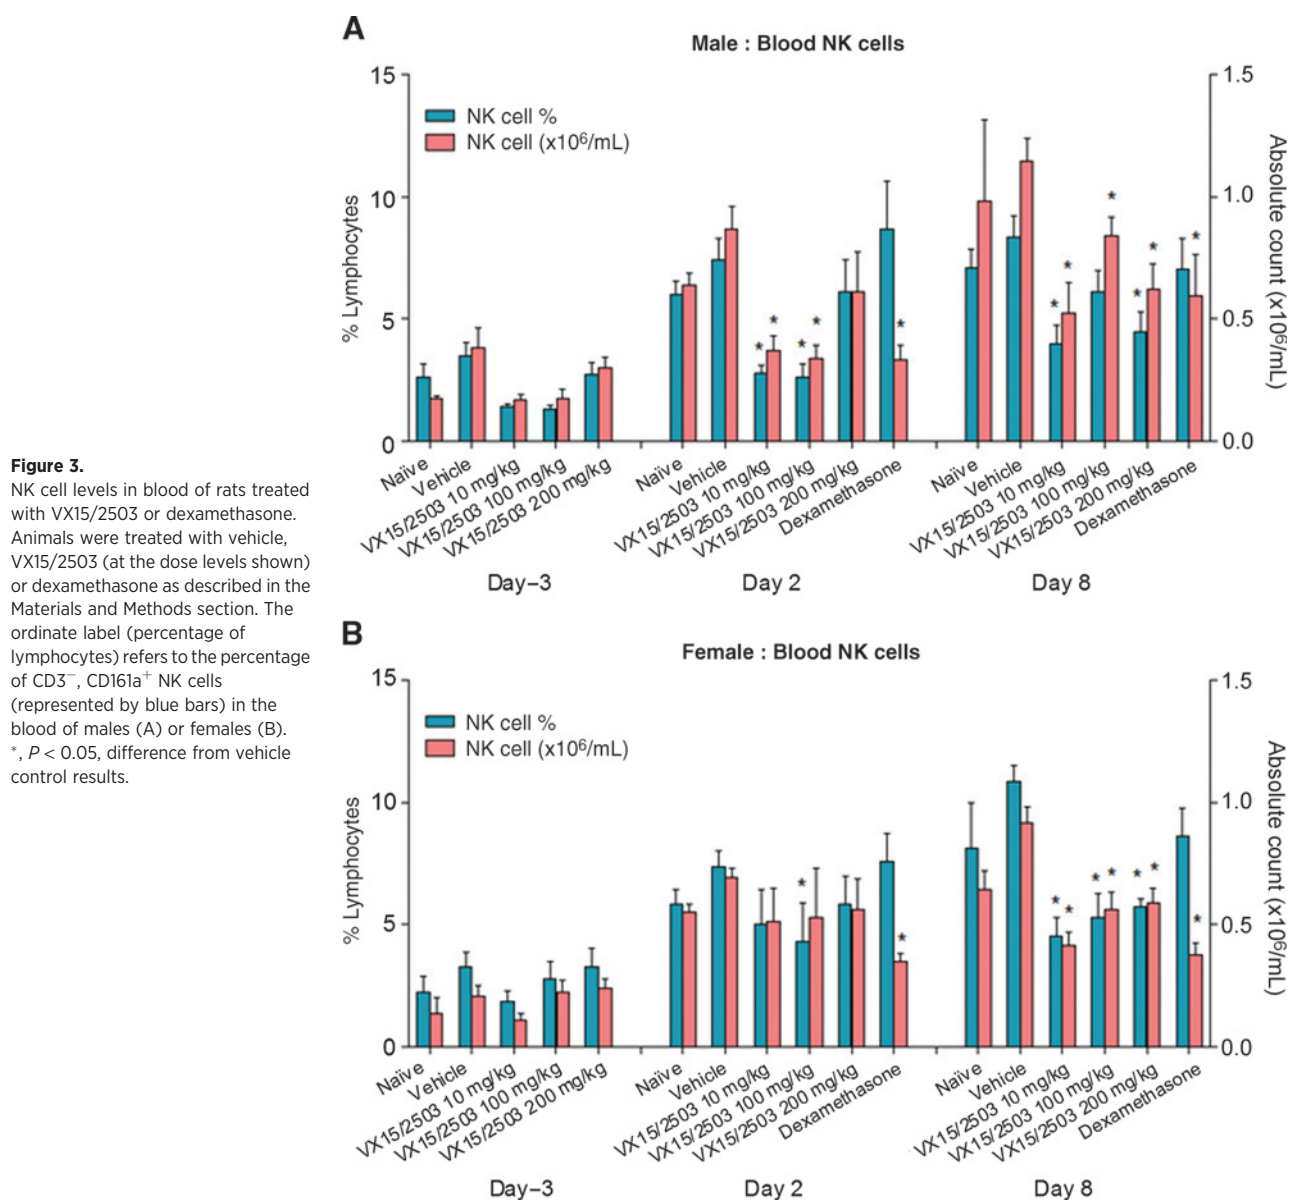 Figure 3.
NK cell levels in blood of rats treated
with VX15/2503 or dexamethasone.
Animals were treated with vehicle,
VX15/2503 (at the dose levels shown)
or dexamethasone as described in the
Materials and Methods section. The
ordinate label (percentage of
lymphocytes) refers to the percentage
of CD3⁻, CD161a⁺ NK cells
(represented by blue bars) in the
blood of males (A) or females (B).
*, P < 0.05, difference from vehicle
control results.
A
Male : Blood NK cells
NK cell %
NK cell (x10⁶/mL)
% Lymphocytes
15
10
5
0
Absolute count (x10⁶/mL)
1.5
1.0
0.5
0.0
* * * * * * * * * * * *
Naïve
Vehicle
VX15/2503 10 mg/kg
VX15/2503 100 mg/kg
VX15/2503 200 mg/kg
Day–3
Naïve
Vehicle
VX15/2503 10 mg/kg
VX15/2503 100 mg/kg
VX15/2503 200 mg/kg
Dexamethasone
Day 2
Naïve
Vehicle
VX15/2503 10 mg/kg
VX15/2503 100 mg/kg
VX15/2503 200 mg/kg
Dexamethasone
Day 8
B
Female : Blood NK cells
NK cell %
NK cell (x10⁶/mL)
% Lymphocytes
15
10
5
0
Absolute count (x10⁶/mL)
1.5
1.0
0.5
0.0
* * * * * * * * *
Naïve
Vehicle
VX15/2503 10 mg/kg
VX15/2503 100 mg/kg
VX15/2503 200 mg/kg
Day–3
Naïve
Vehicle
VX15/2503 10 mg/kg
VX15/2503 100 mg/kg
VX15/2503 200 mg/kg
Dexamethasone
Day 2
Naïve
Vehicle
VX15/2503 10 mg/kg
VX15/2503 100 mg/kg
VX15/2503 200 mg/kg
Dexamethasone
Day 8